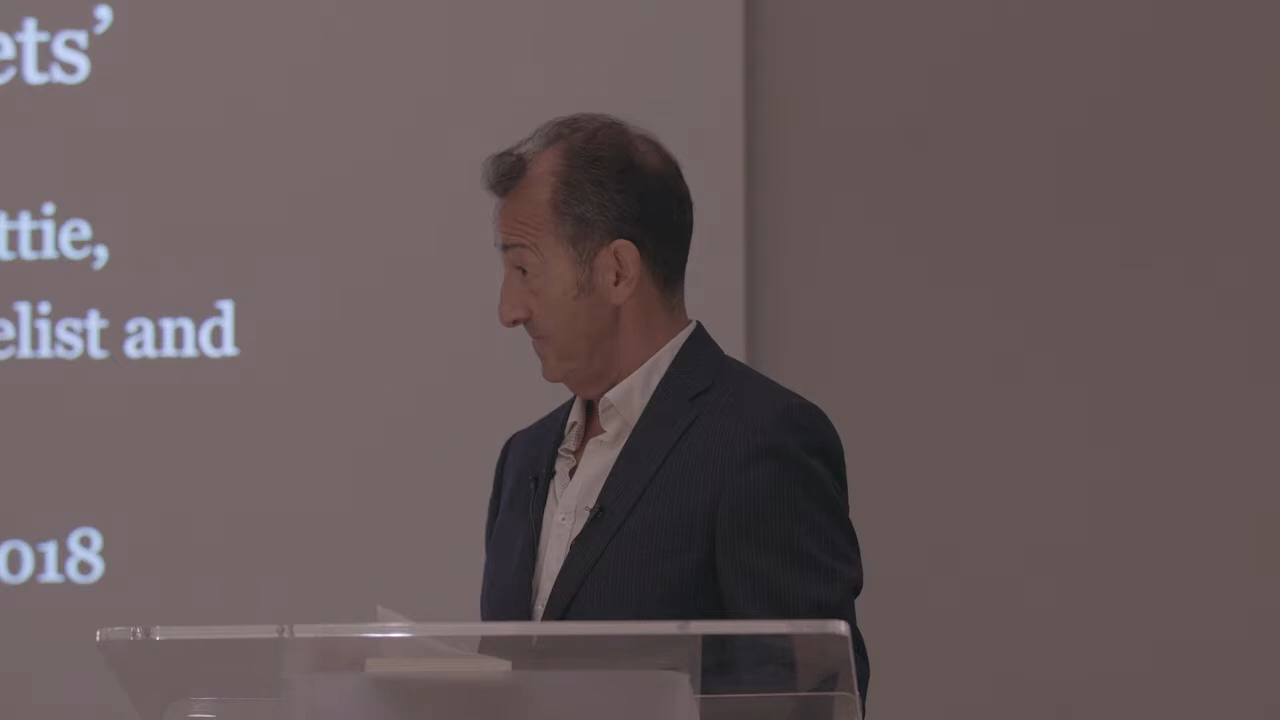 ets’
ttie,
elist and
018